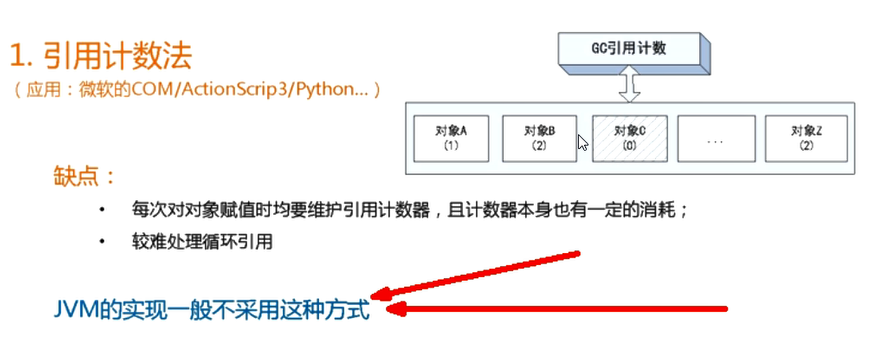 1. 引用计数法
(应用：微软的COM/ActionScrip3/Python...)
GC引用计数
对象A
(1)
对象B
(2)
对象C
(0)
...
对象Z
(2)
缺点：
• 每次对对象赋值时均要维护引用计数器，且计数器本身也有一定的消耗；
• 较难处理循环引用
JVM的实现一般不采用这种方式